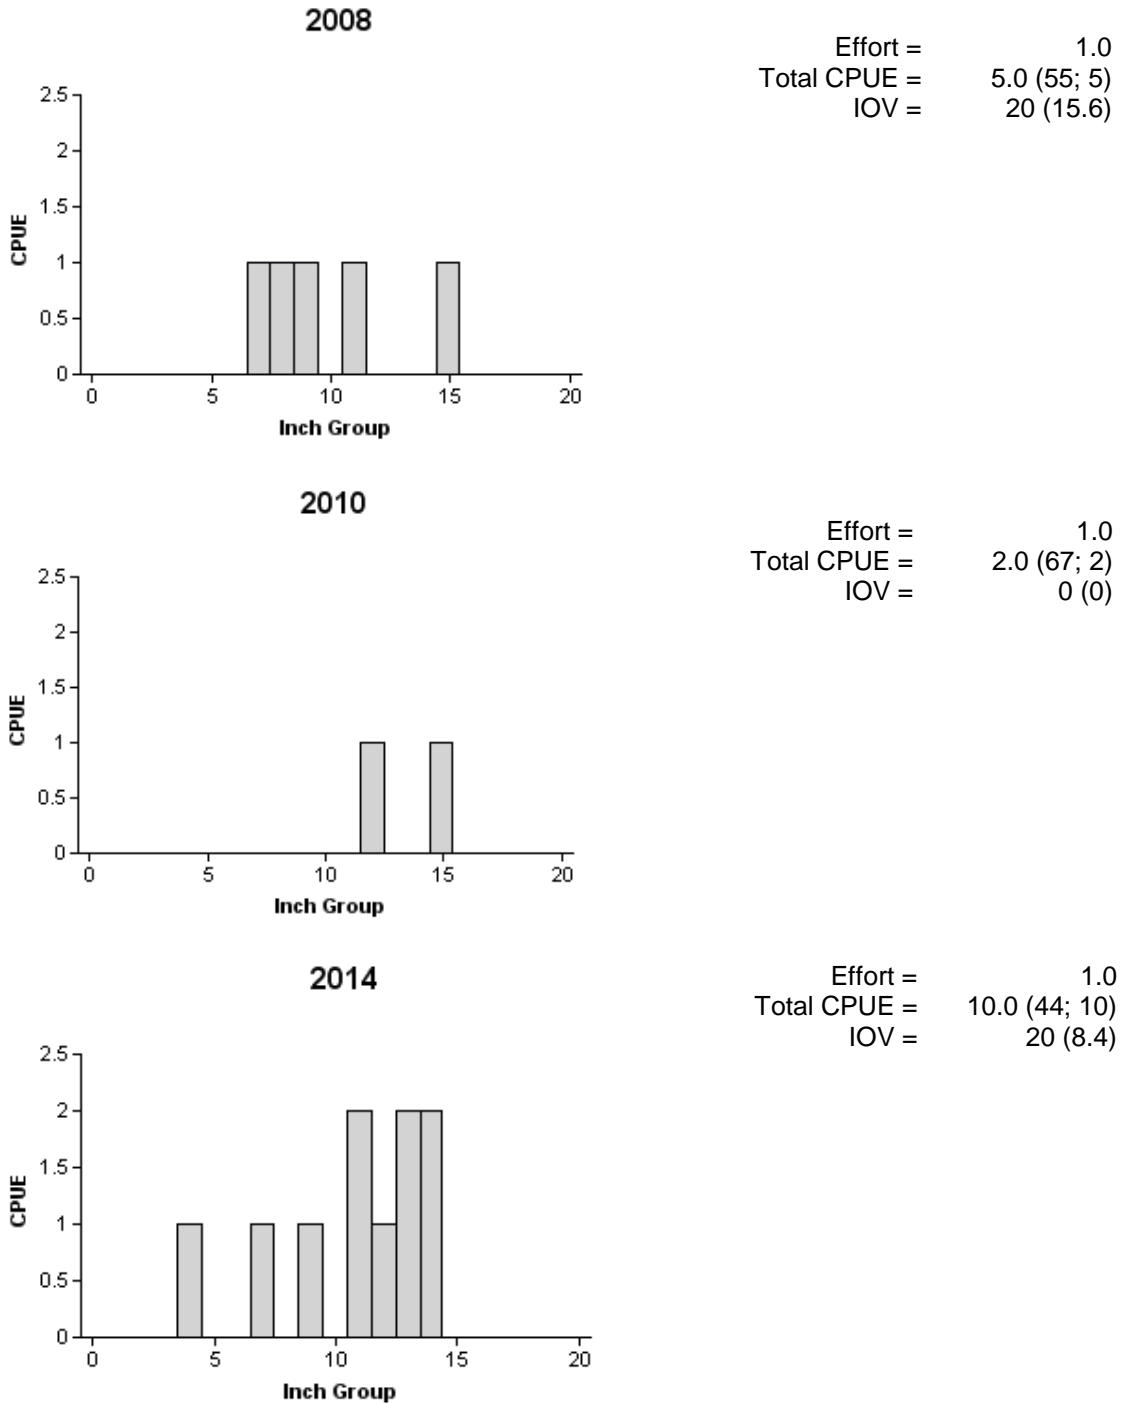 2008
Effort = 1.0
Total CPUE = 5.0 (55; 5)
IOV = 20 (15.6)
2.5
2
1.5
1
0.5
0
CPUE
0 5 10 15 20
Inch Group
2010
Effort = 1.0
Total CPUE = 2.0 (67; 2)
IOV = 0 (0)
2.5
2
1.5
1
0.5
0
CPUE
0 5 10 15 20
Inch Group
2014
Effort = 1.0
Total CPUE = 10.0 (44; 10)
IOV = 20 (8.4)
2.5
2
1.5
1
0.5
0
CPUE
0 5 10 15 20
Inch Group